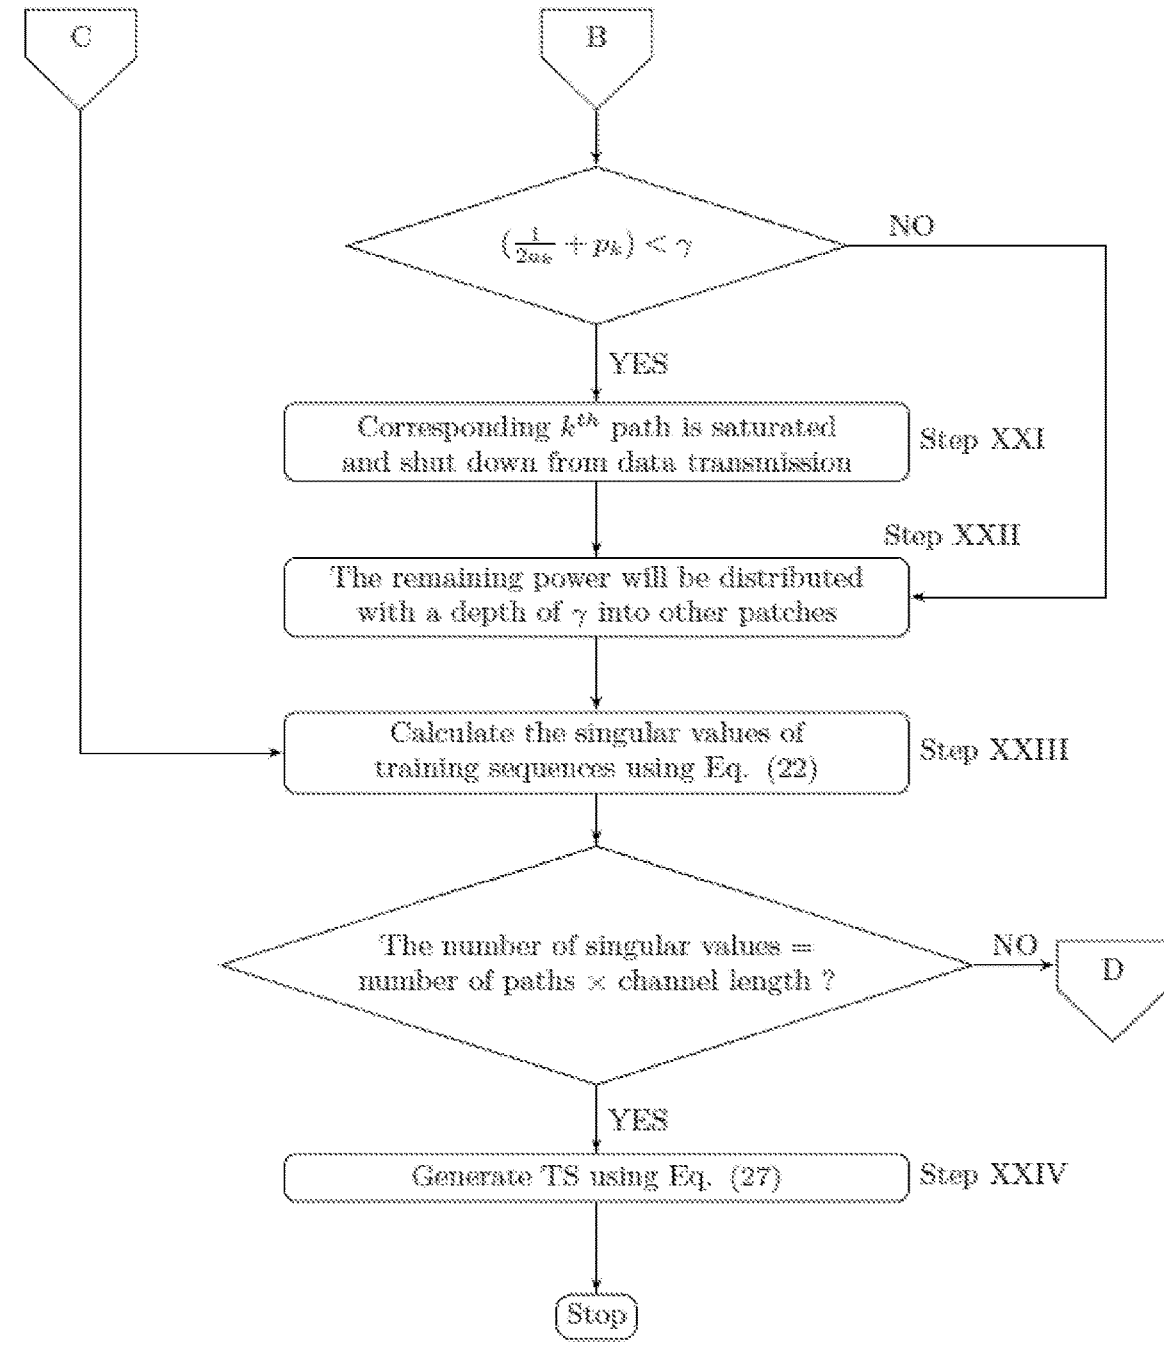 C
B
(1/2a_k + p_k) < γ
NO
YES
Corresponding k^th path is saturated
and shut down from data transmission
Step XXI
Step XXII
The remaining power will be distributed
with a depth of γ into other patches
Calculate the singular values of
training sequences using Eq. (22)
Step XXIII
The number of singular values =
number of paths × channel length ?
NO
D
YES
Generate TS using Eq. (27)
Step XXIV
Stop